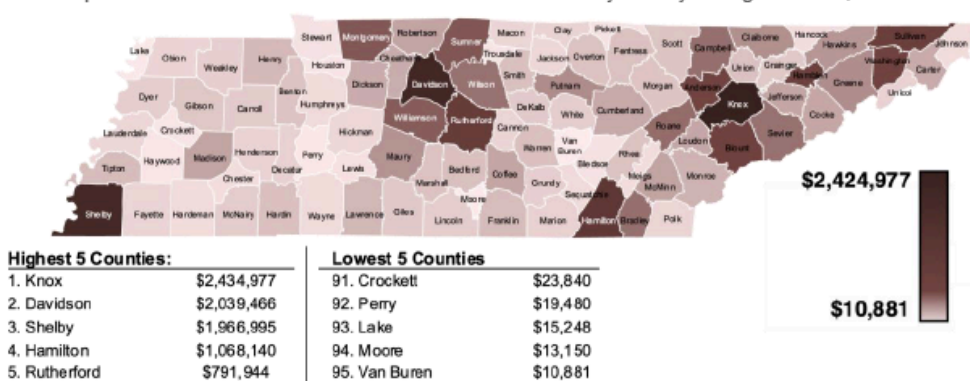 Stewart
Montgomery
Robertson
Sumner
Macon
Clay
Pickett
Scott
Campbell
Claiborne
Hancock
Hawkins
Sullivan
Johnson
Lake
Obion
Weakley
Henry
Houston
Cheatham
Trousdale
Jackson
Overton
Fentress
Union
Grainger
Hamblen
Washington
Carter
Unicoi
Dyer
Gibson
Carroll
Benton
Humphreys
Dickson
Davidson
Wilson
Smith
Putnam
Morgan
Anderson
Knox
Jefferson
Greene
Cocke
Lauderdale
Crockett
Haywood
Madison
Henderson
Decatur
Perry
Hickman
Lewis
Williamson
Maury
Rutherford
Cannon
DeKalb
White
Cumberland
Roane
Loudon
Blount
Sevier
Tipton
Chester
Marshall
Bedford
Coffee
Warren
Van
Buren
Bledsoe
Rhea
Meigs
McMinn
Monroe
Shelby
Fayette
Hardeman
McNairy
Hardin
Wayne
Lawrence
Giles
Lincoln
Moore
Franklin
Grundy
Marion
Sequatchie
Hamilton
Bradley
Polk
$2,424,977
$10,881
Highest 5 Counties:
1. Knox $2,434,977
2. Davidson $2,039,466
3. Shelby $1,966,995
4. Hamilton $1,068,140
5. Rutherford $791,944
Lowest 5 Counties
91. Crockett $23,840
92. Perry $19,480
93. Lake $15,248
94. Moore $13,150
95. Van Buren $10,881